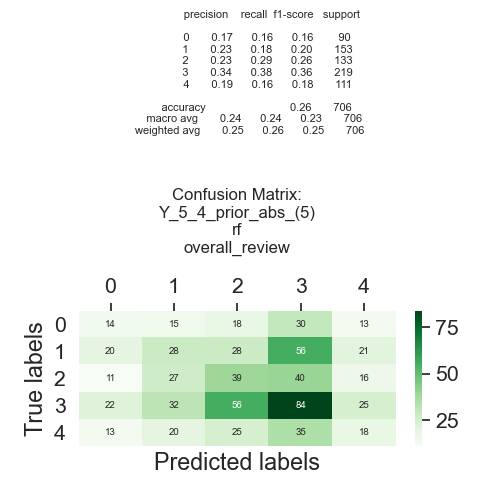 precision recall f1-score support
0 0.17 0.16 0.16 90
1 0.23 0.18 0.20 153
2 0.23 0.29 0.26 133
3 0.34 0.38 0.36 219
4 0.19 0.16 0.18 111
accuracy 0.26 706
macro avg 0.24 0.24 0.23 706
weighted avg 0.25 0.26 0.25 706
Confusion Matrix:
Y_5_4_prior_abs_(5)
rf
overall_review
0 1 2 3 4
0 14 15 18 30 13
1 20 28 28 56 21
2 11 27 39 40 16
3 22 32 56 84 25
4 13 20 25 35 18
True labels
Predicted labels
75
50
25